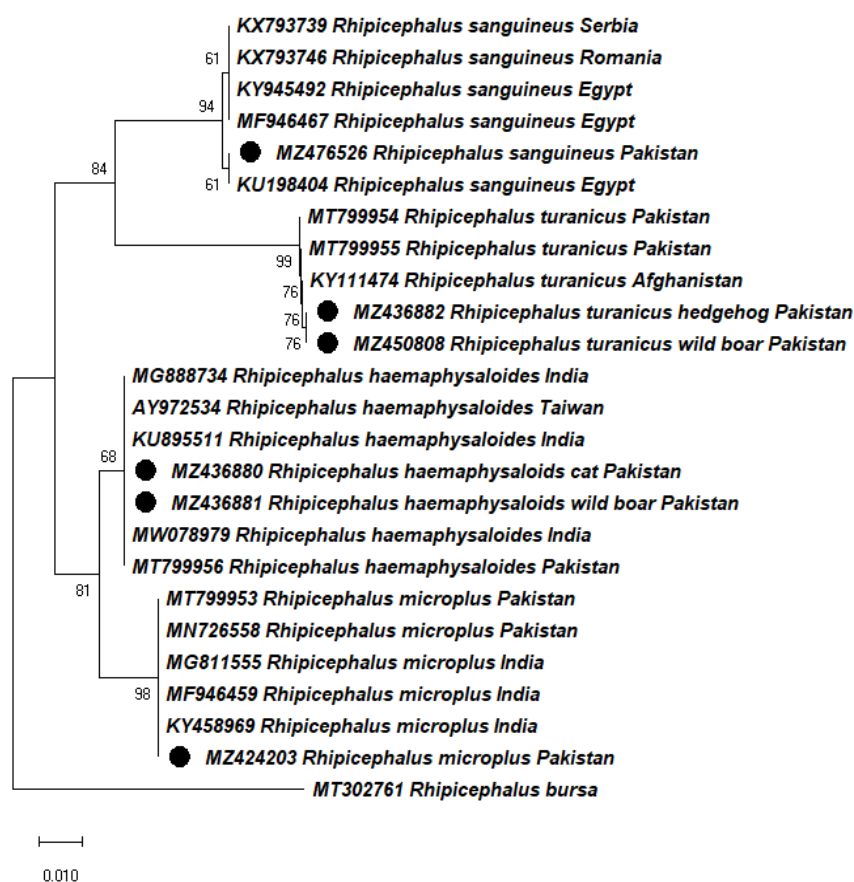 KX793739 Rhipicephalus sanguineus Serbia
61
KX793746 Rhipicephalus sanguineus Romania
KY945492 Rhipicephalus sanguineus Egypt
94
MF946467 Rhipicephalus sanguineus Egypt
MZ476526 Rhipicephalus sanguineus Pakistan
84
61
KU198404 Rhipicephalus sanguineus Egypt
MT799954 Rhipicephalus turanicus Pakistan
MT799955 Rhipicephalus turanicus Pakistan
99
KY111474 Rhipicephalus turanicus Afghanistan
76
MZ436882 Rhipicephalus turanicus hedgehog Pakistan
76
MZ450808 Rhipicephalus turanicus wild boar Pakistan
76
MG888734 Rhipicephalus haemaphysaloides India
AY972534 Rhipicephalus haemaphysaloides Taiwan
KU895511 Rhipicephalus haemaphysaloides India
68
MZ436880 Rhipicephalus haemaphysaloids cat Pakistan
MZ436881 Rhipicephalus haemaphysaloids wild boar Pakistan
MW078979 Rhipicephalus haemaphysaloides India
MT799956 Rhipicephalus haemaphysaloides Pakistan
81
MT799953 Rhipicephalus microplus Pakistan
MN726558 Rhipicephalus microplus Pakistan
MG811555 Rhipicephalus microplus India
98
MF946459 Rhipicephalus microplus India
KY458969 Rhipicephalus microplus India
MZ424203 Rhipicephalus microplus Pakistan
MT302761 Rhipicephalus bursa
0.010